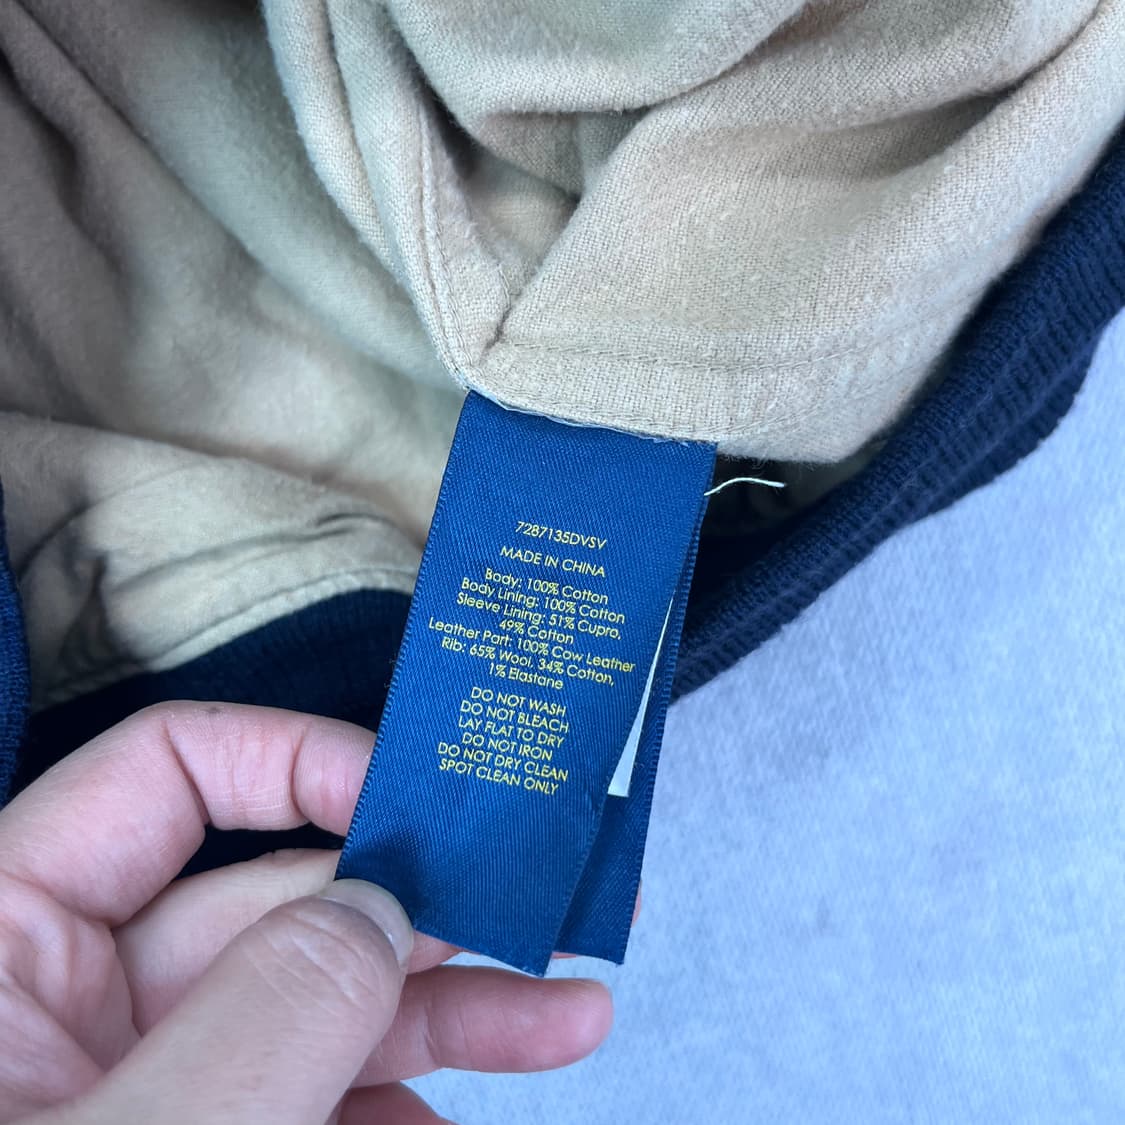 7287135DVSV
MADE IN CHINA
Body: 100% Cotton
Body Lining: 100% Cotton
Sleeve Lining: 51% Cupro,
49% Cotton
Leather Part: 100% Cow Leather
Rib: 65% Wool, 34% Cotton,
1% Elastane
DO NOT WASH
DO NOT BLEACH
LAY FLAT TO DRY
DO NOT IRON
DO NOT DRY CLEAN
SPOT CLEAN ONLY